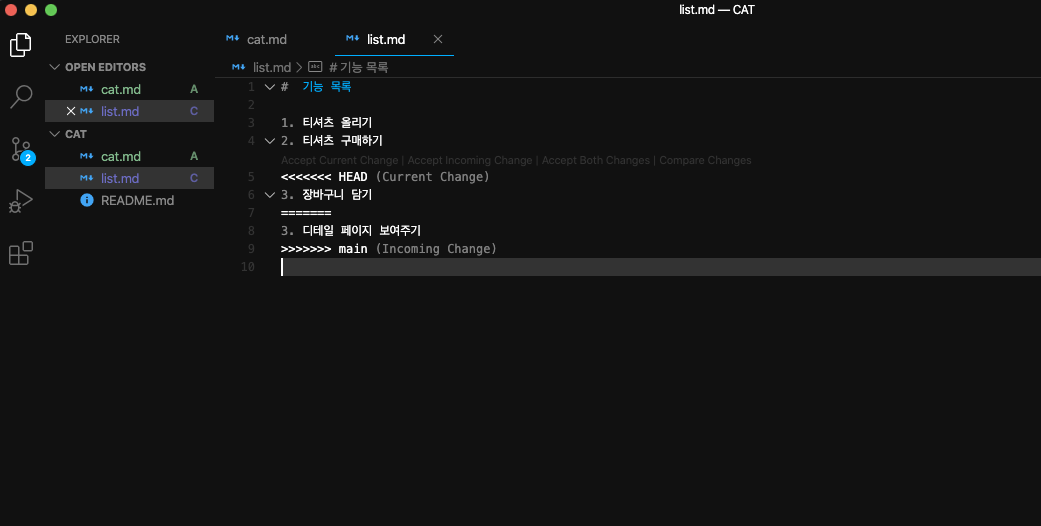 list.md — CAT
EXPLORER
OPEN EDITORS
cat.md A
list.md C
CAT
cat.md A
list.md C
README.md
2
cat.md list.md
list.md > # 기능 목록
1 # 기능 목록
2
3 1. 티셔츠 올리기
4 2. 티셔츠 구매하기
Accept Current Change | Accept Incoming Change | Accept Both Changes | Compare Changes
5 <<<<<<< HEAD (Current Change)
6 3. 장바구니 담기
7 =======
8 3. 디테일 페이지 보여주기
9 >>>>>>> main (Incoming Change)
10